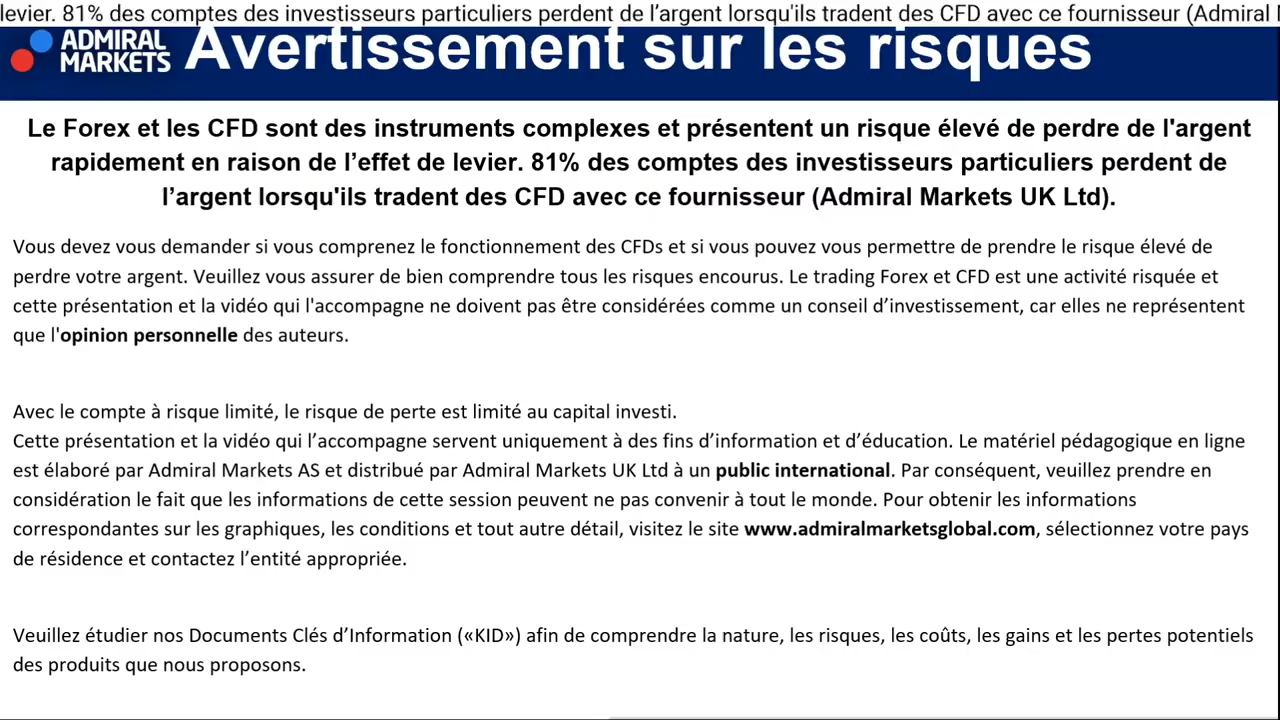 levier. 81% des comptes des investisseurs particuliers perdent de l’argent lorsqu'ils tradent des CFD avec ce fournisseur (Admiral
ADMIRAL
MARKETS
Avertissement sur les risques
Le Forex et les CFD sont des instruments complexes et présentent un risque élevé de perdre de l'argent
rapidement en raison de l’effet de levier. 81% des comptes des investisseurs particuliers perdent de
l’argent lorsqu'ils tradent des CFD avec ce fournisseur (Admiral Markets UK Ltd).
Vous devez vous demander si vous comprenez le fonctionnement des CFDs et si vous pouvez vous permettre de prendre le risque élevé de
perdre votre argent. Veuillez vous assurer de bien comprendre tous les risques encourus. Le trading Forex et CFD est une activité risquée et
cette présentation et la vidéo qui l'accompagne ne doivent pas être considérées comme un conseil d’investissement, car elles ne représentent
que l'opinion personnelle des auteurs.
Avec le compte à risque limité, le risque de perte est limité au capital investi.
Cette présentation et la vidéo qui l’accompagne servent uniquement à des fins d’information et d’éducation. Le matériel pédagogique en ligne
est élaboré par Admiral Markets AS et distribué par Admiral Markets UK Ltd à un public international. Par conséquent, veuillez prendre en
considération le fait que les informations de cette session peuvent ne pas convenir à tout le monde. Pour obtenir les informations
correspondantes sur les graphiques, les conditions et tout autre détail, visitez le site www.admiralmarketsglobal.com, sélectionnez votre pays
de résidence et contactez l’entité appropriée.
Veuillez étudier nos Documents Clés d’Information («KID») afin de comprendre la nature, les risques, les coûts, les gains et les pertes potentiels
des produits que nous proposons.